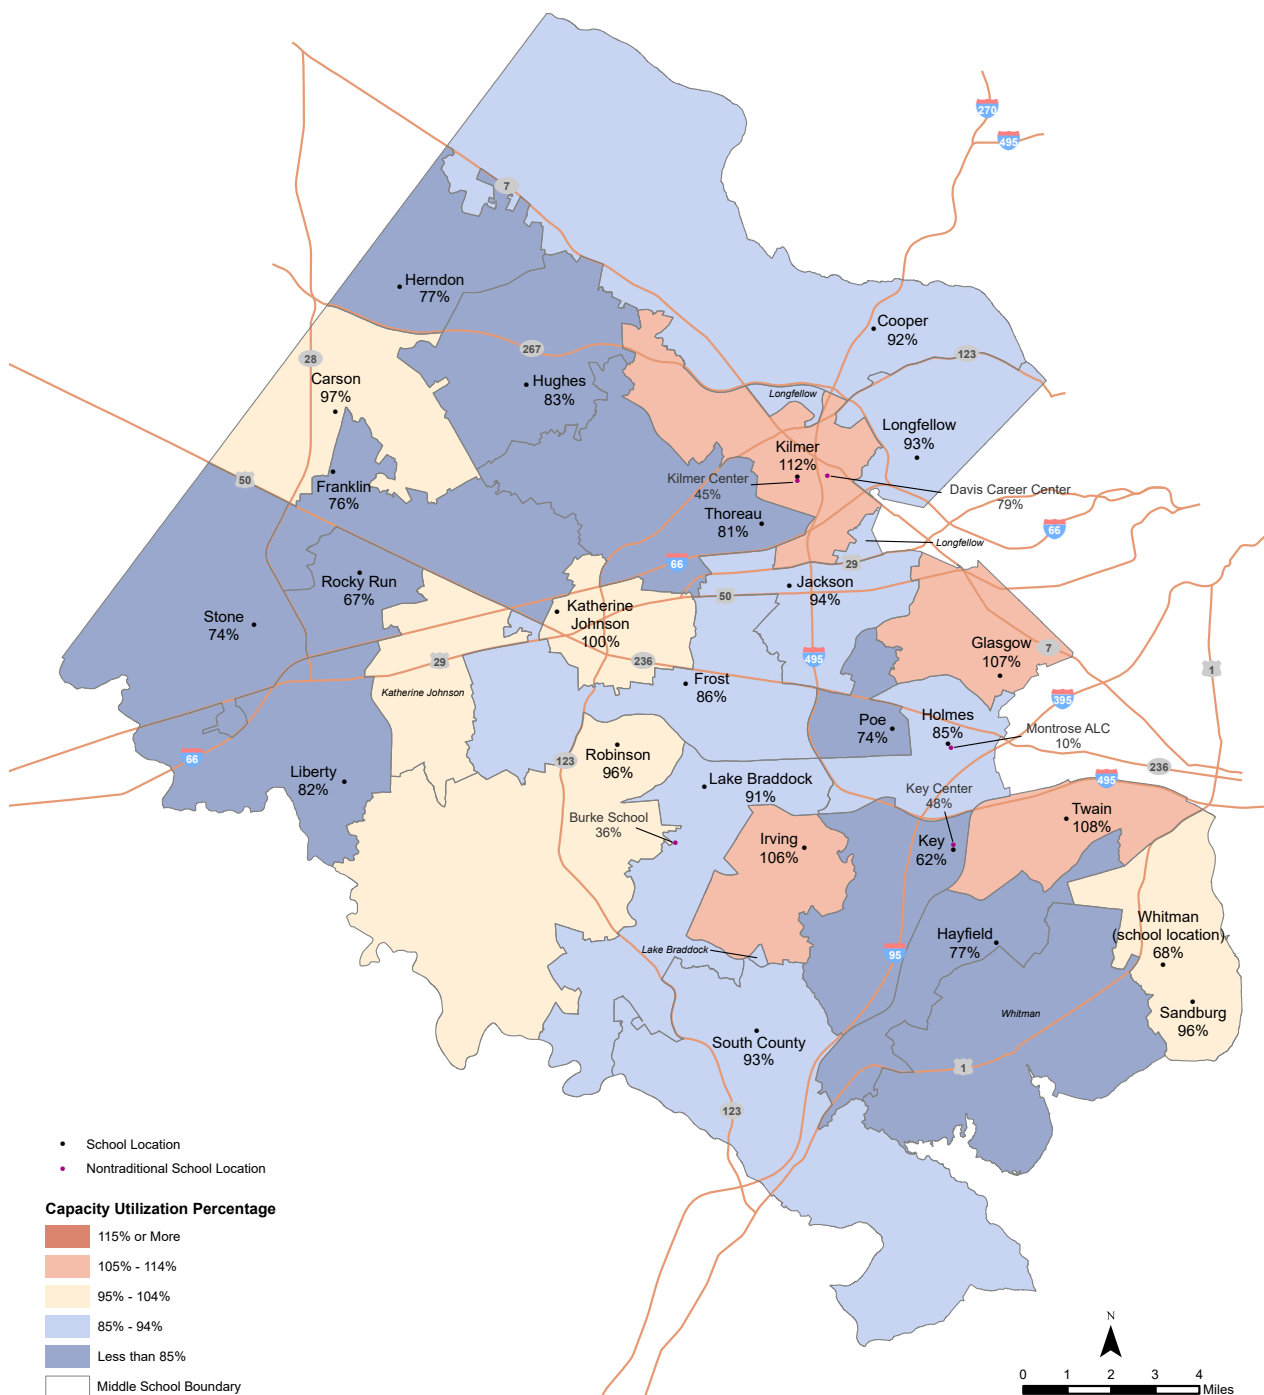 270
495
7
Herndon
77%
Cooper
92%
123
267
28
Carson
97%
Hughes
83%
Longfellow
Longfellow
93%
Kilmer
112%
Kilmer Center
45%
Davis Career Center
79%
50
Franklin
76%
Thoreau
81%
66
Longfellow
66
29
Rocky Run
67%
Jackson
94%
50
Stone
74%
Katherine
Johnson
100%
Glasgow
107%
7
29
236
495
1
Katherine Johnson
Frost
86%
395
Poe
74%
Holmes
85%
Montrose ALC
10%
66
Robinson
96%
123
236
Liberty
82%
Lake Braddock
91%
495
Key Center
48%
Burke School
36%
Irving
106%
Twain
108%
Key
62%
Whitman
(school location)
68%
Hayfield
77%
Lake Braddock
95
Whitman
Sandburg
96%
South County
93%
1
123
School Location
Nontraditional School Location
Capacity Utilization Percentage
115% or More
105% - 114%
95% - 104%
85% - 94%
Less than 85%
Middle School Boundary
N
0 1 2 3 4
Miles